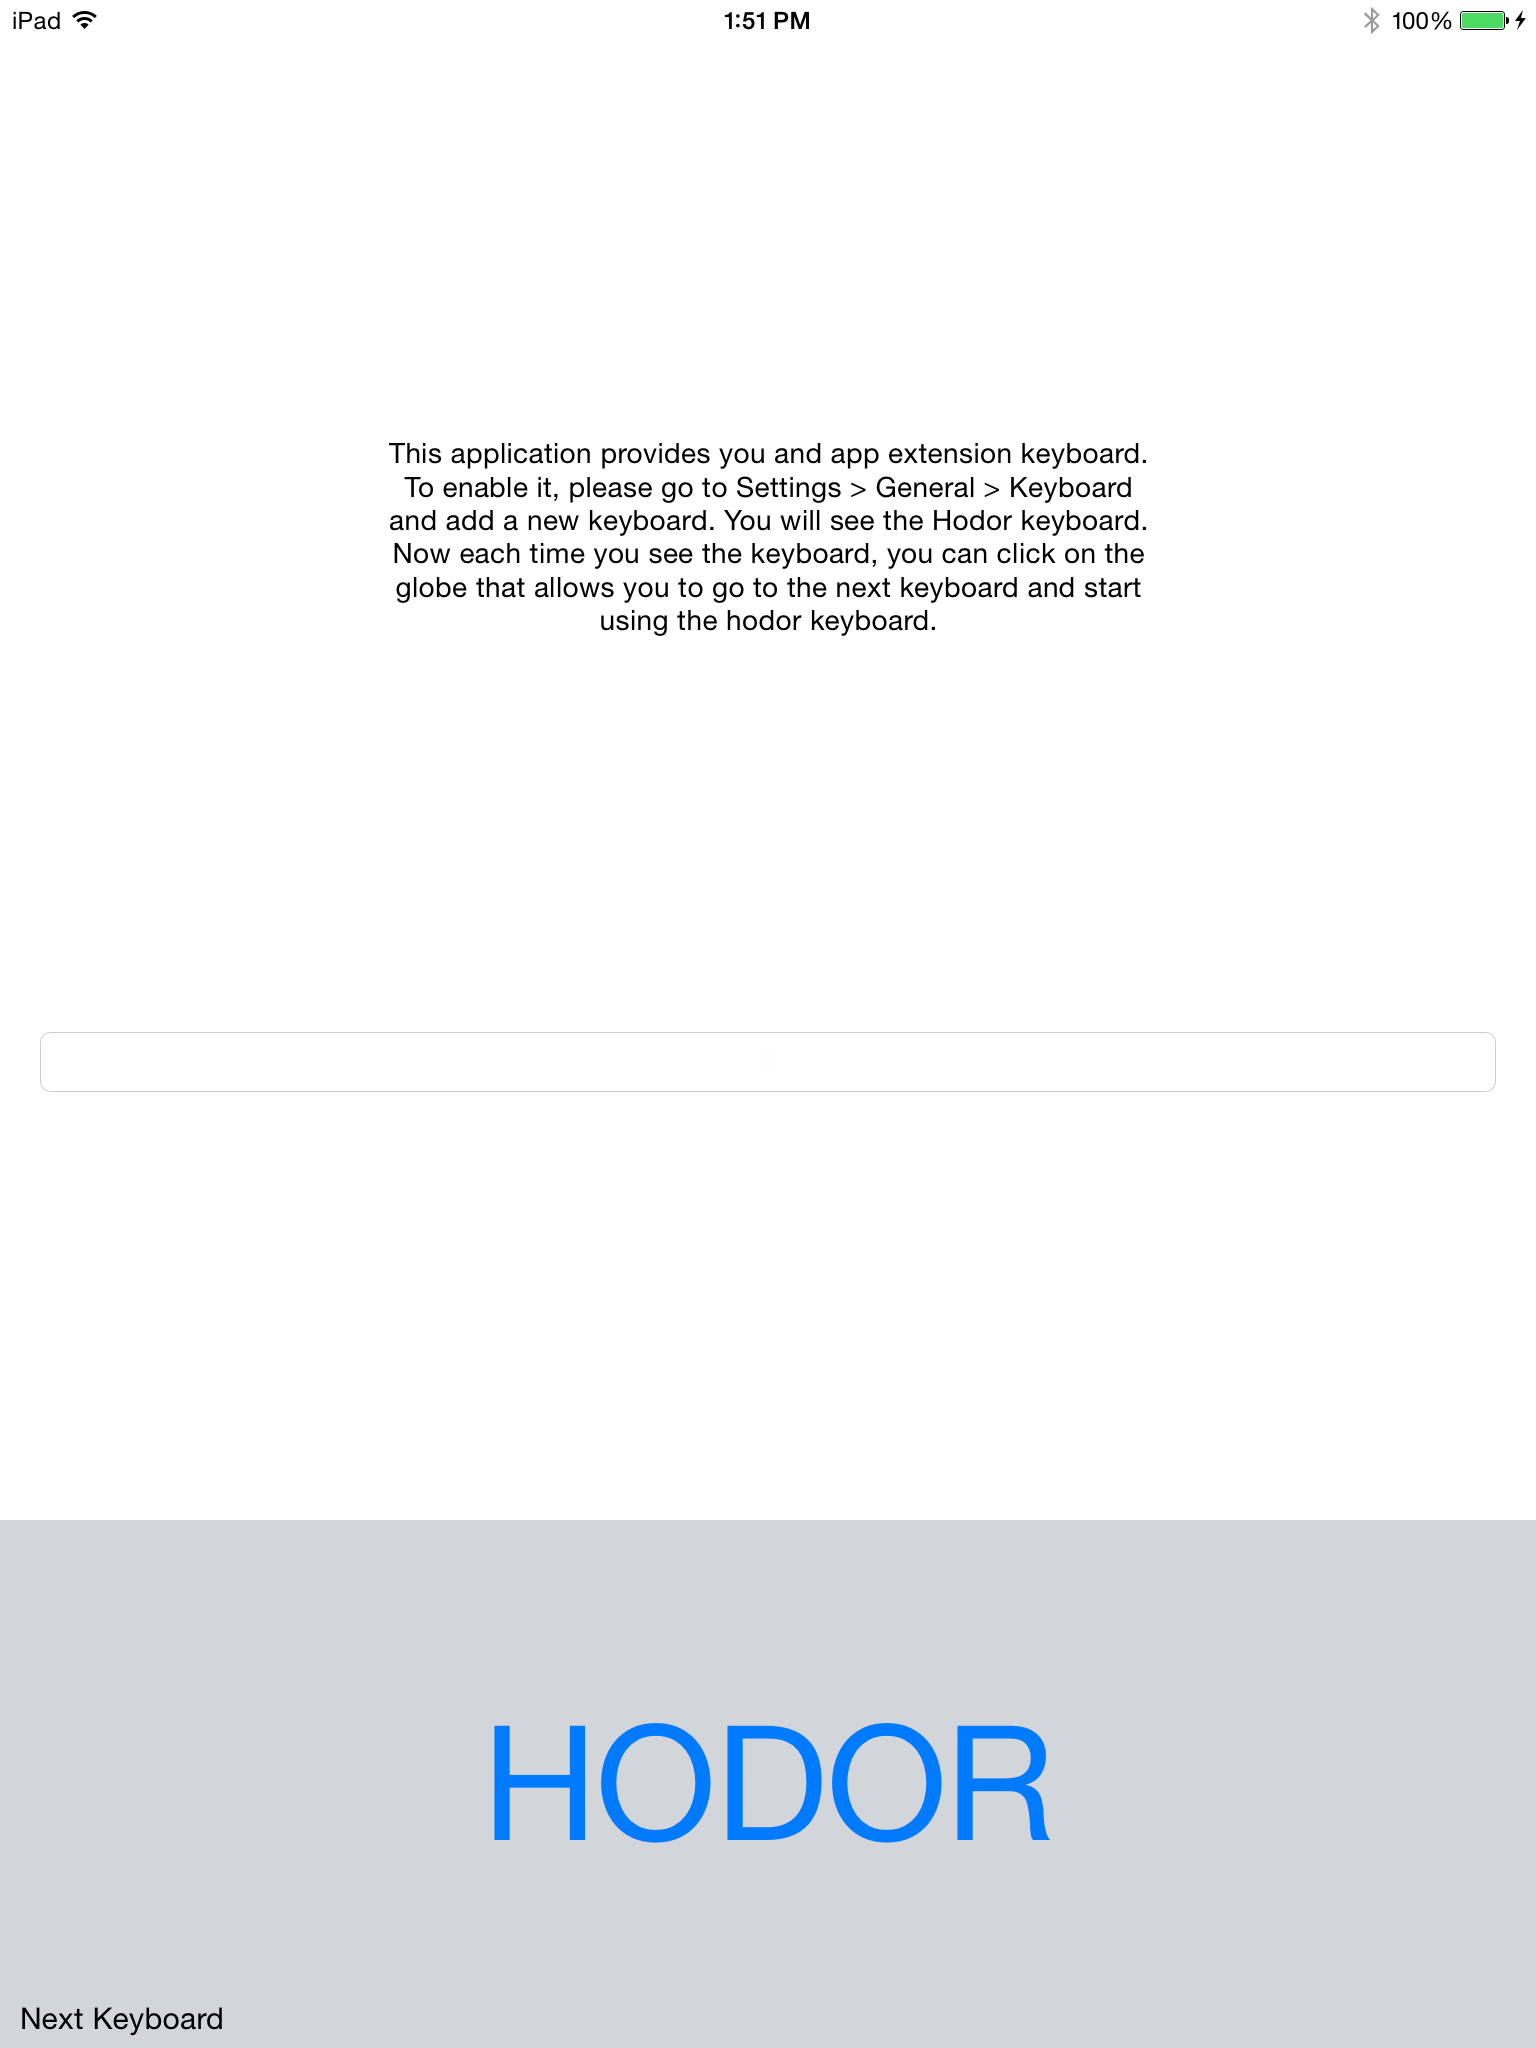 iPad
1:51 PM
100%
This application provides you and app extension keyboard.
To enable it, please go to Settings > General > Keyboard
and add a new keyboard. You will see the Hodor keyboard.
Now each time you see the keyboard, you can click on the
globe that allows you to go to the next keyboard and start
using the hodor keyboard.
HODOR
Next Keyboard